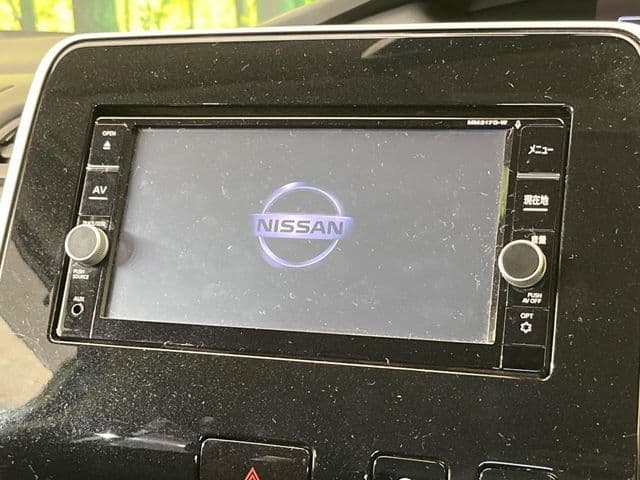 MM317D-W
OPEN
AV
PUSH
SOURCE
AUX
NISSAN
メニュー
現在地
音量
PUSH
AV OFF
OPT